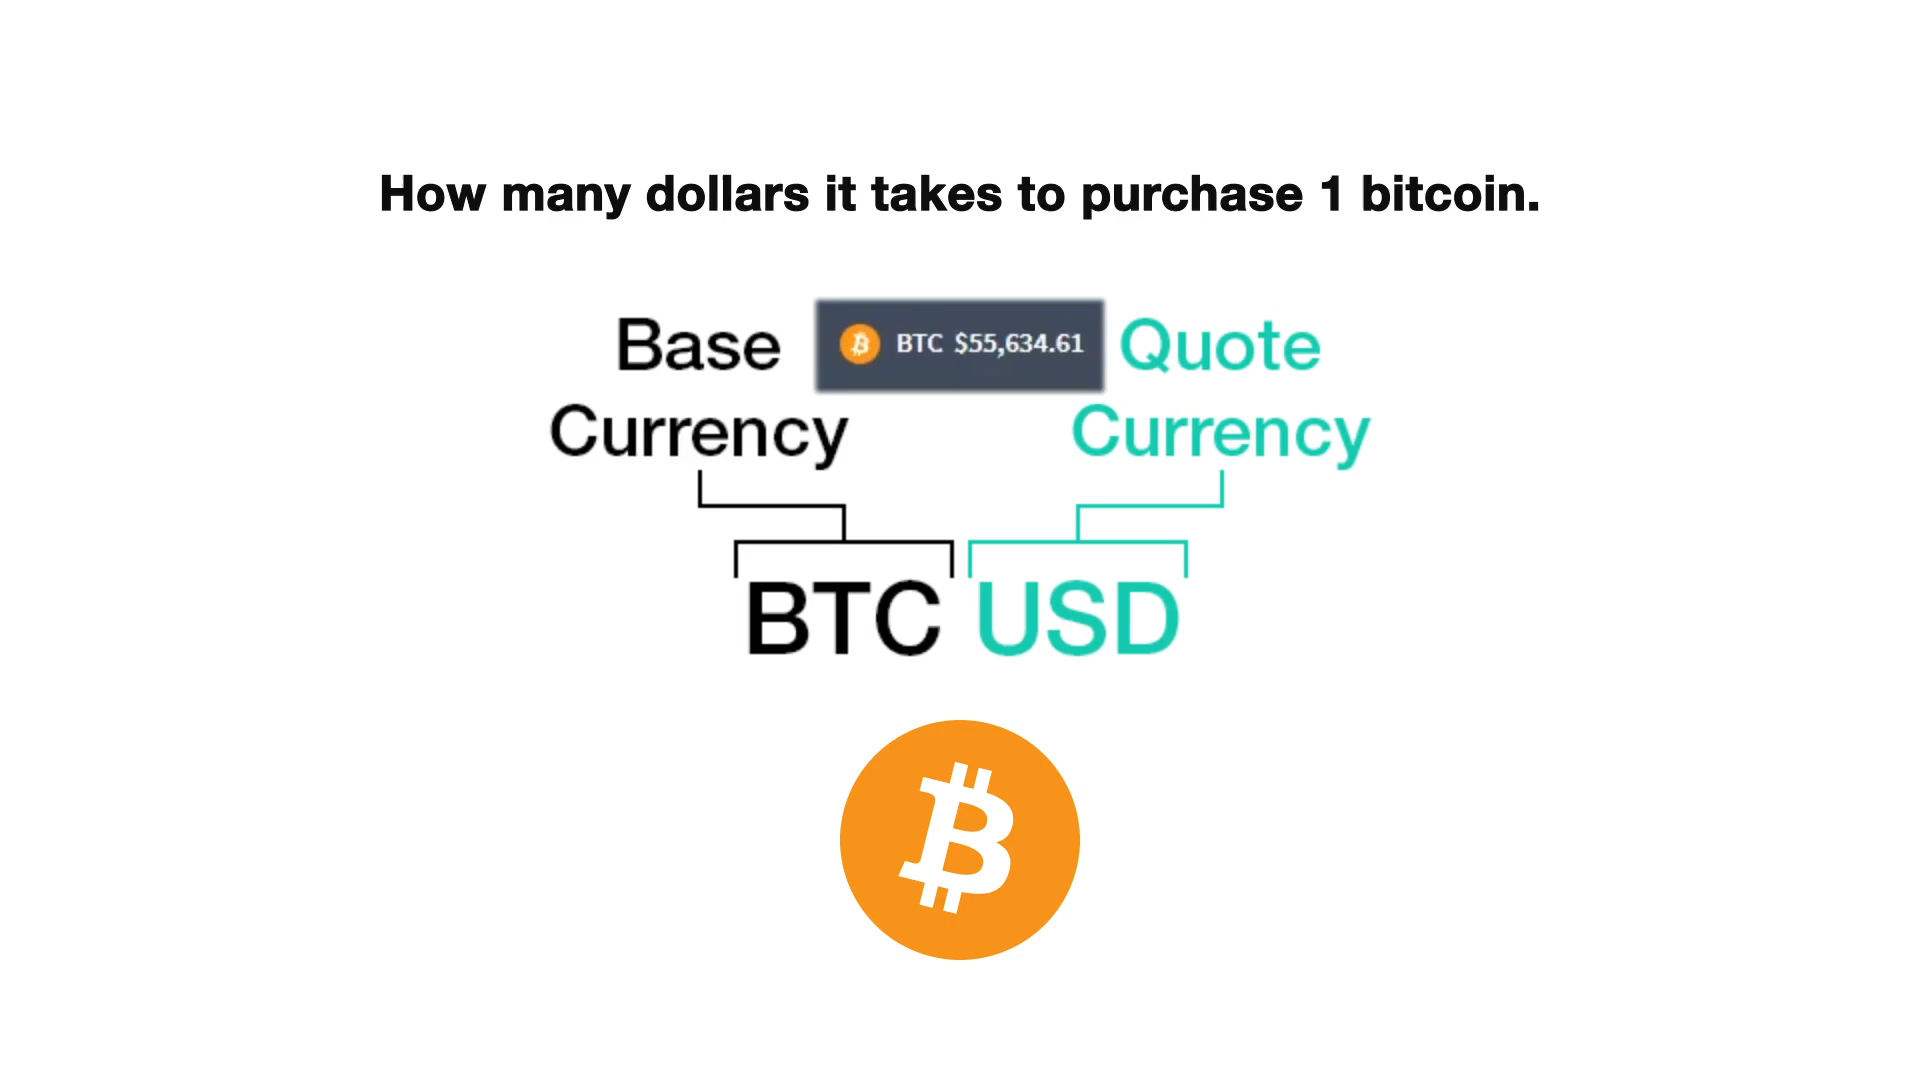 How many dollars it takes to purchase 1 bitcoin.
Base
Currency
BTC $55,634.61
Quote
Currency
BTC USD